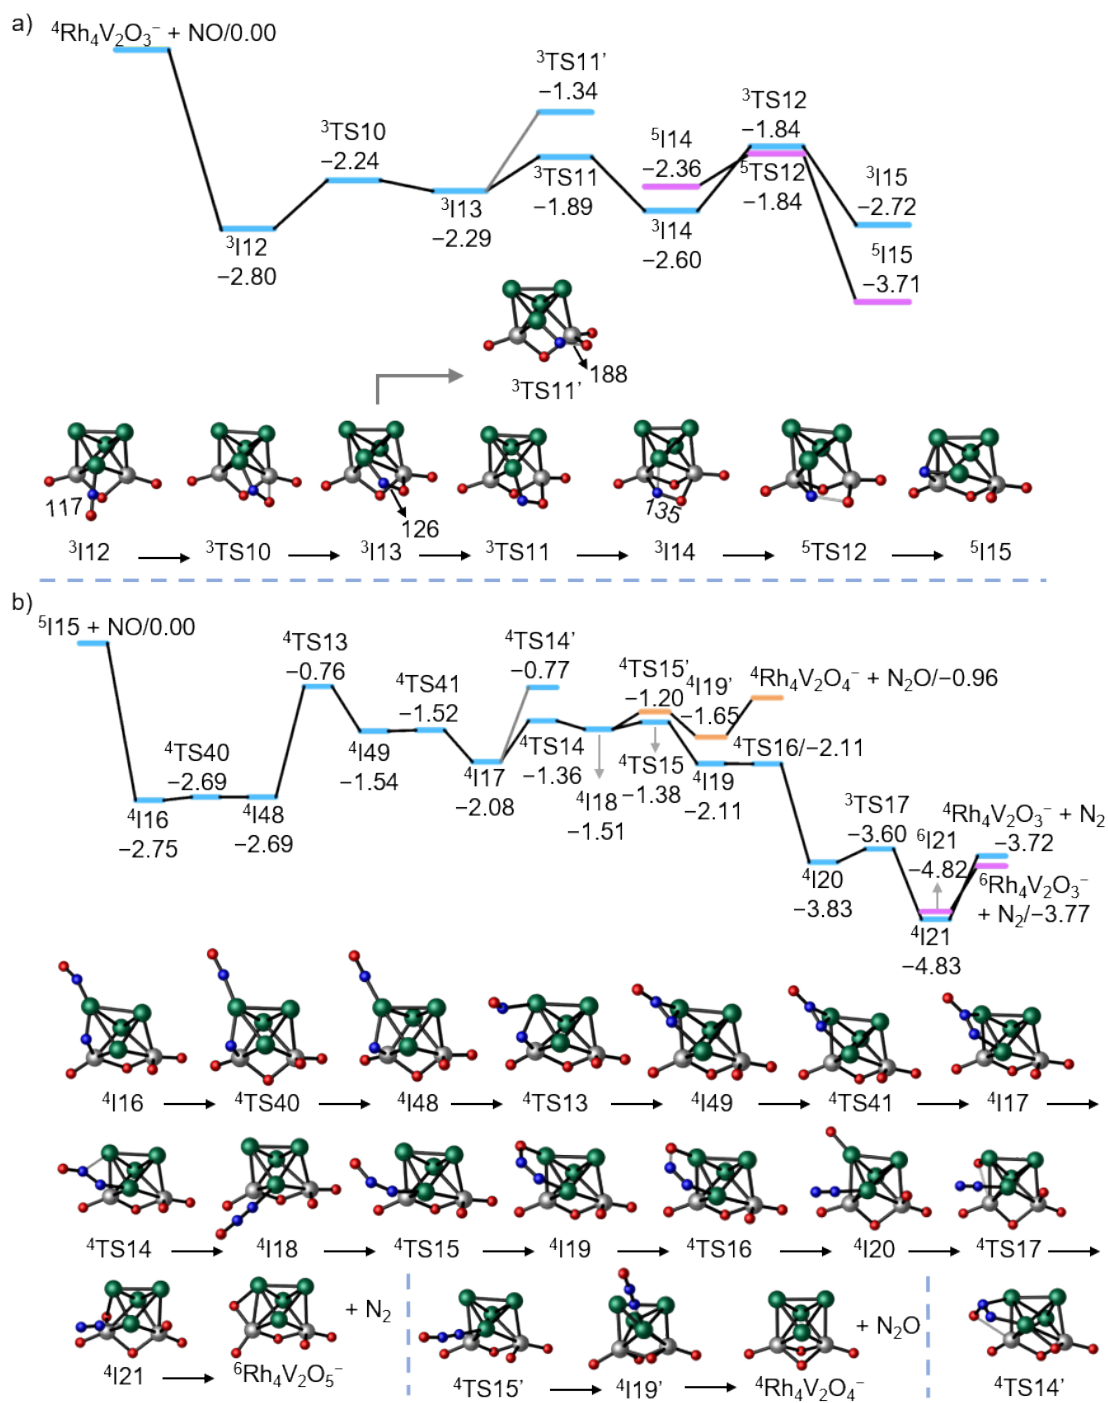 a)
⁴Rh₄V₂O₃⁻ + NO/0.00
³TS11'
−1.34
³TS10
−2.24
³TS12
−1.84
⁵I14
−2.36
³I13
−2.29
³TS11
−1.89
⁵TS12
−1.84
³I15
−2.72
³I12
−2.80
³I14
−2.60
⁵I15
−3.71
188
³TS11'
117
126
135
³I12
³TS10
³I13
³TS11
³I14
⁵TS12
⁵I15
b)
⁵I15 + NO/0.00
⁴TS13
−0.76
⁴TS14'
−0.77
⁴TS41
−1.52
⁴TS15'
−1.20
⁴I19'
−1.65
⁴Rh₄V₂O₄⁻ + N₂O/−0.96
⁴TS40
−2.69
⁴I49
−1.54
⁴I17
−2.08
⁴TS14
−1.36
⁴I18
−1.51
⁴TS15
−1.38
⁴I19
−2.11
⁴TS16/−2.11
⁴I16
−2.75
⁴I48
−2.69
³TS17
−3.60
⁶I21
−4.82
⁴Rh₄V₂O₃⁻ + N₂
−3.72
⁴I20
−3.83
⁶Rh₄V₂O₃⁻
+ N₂/−3.77
⁴I21
−4.83
⁴I16
⁴TS40
⁴I48
⁴TS13
⁴I49
⁴TS41
⁴I17
⁴TS14
⁴I18
⁴TS15
⁴I19
⁴TS16
⁴I20
⁴TS17
+ N₂
⁴I21
⁶Rh₄V₂O₅⁻
+ N₂O
⁴TS15'
⁴I19'
⁴Rh₄V₂O₄⁻
⁴TS14'